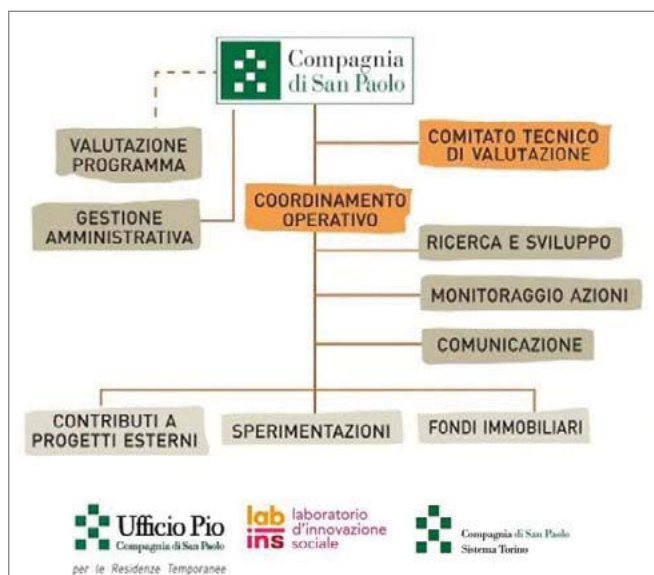 Compagnia
di San Paolo
VALUTAZIONE
PROGRAMMA
COMITATO TECNICO
DI VALUTAZIONE
GESTIONE
AMMINISTRATIVA
COORDINAMENTO
OPERATIVO
RICERCA E SVILUPPO
MONITORAGGIO AZIONI
COMUNICAZIONE
CONTRIBUTI A
PROGETTI ESTERNI
SPERIMENTAZIONI
FONDI IMMOBILIARI
Ufficio Pio
Compagnia di San Paolo
per le Residenze Temporanee
lab
ins
laboratorio
d'innovazione
sociale
Compagnia di San Paolo
Sistema Torino